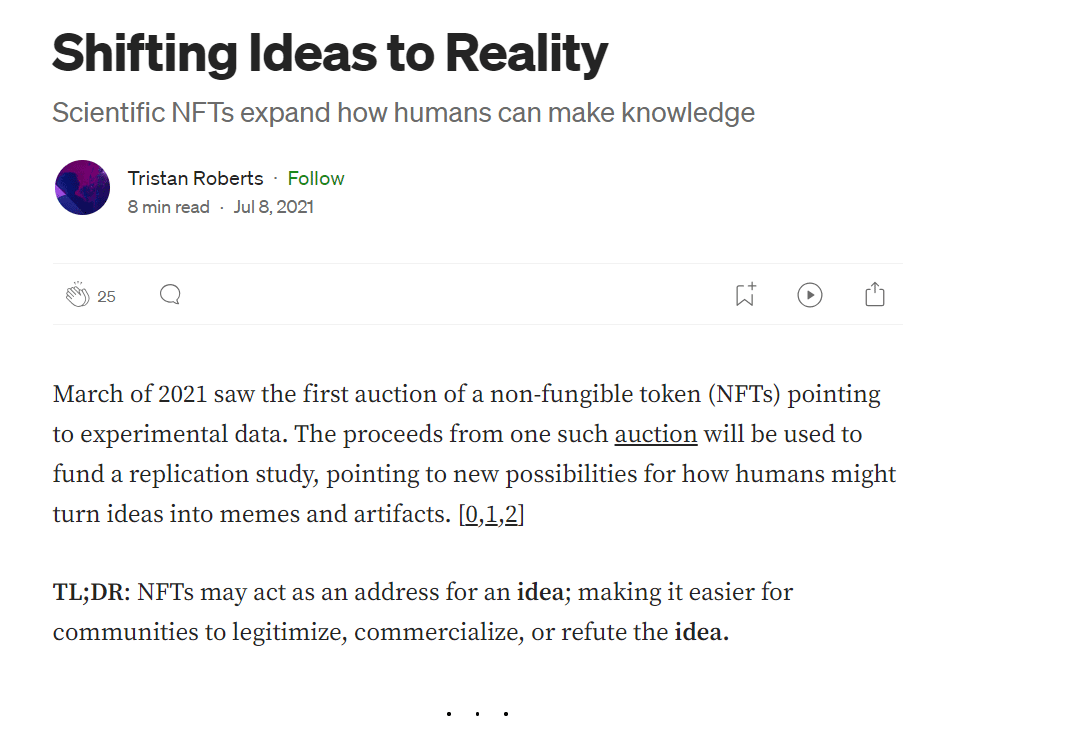 Shifting Ideas to Reality
Scientific NFTs expand how humans can make knowledge
Tristan Roberts · Follow
8 min read · Jul 8, 2021
25
March of 2021 saw the first auction of a non-fungible token (NFTs) pointing
to experimental data. The proceeds from one such auction will be used to
fund a replication study, pointing to new possibilities for how humans might
turn ideas into memes and artifacts. [0,1,2]
TL;DR: NFTs may act as an address for an idea; making it easier for
communities to legitimize, commercialize, or refute the idea.
. . .